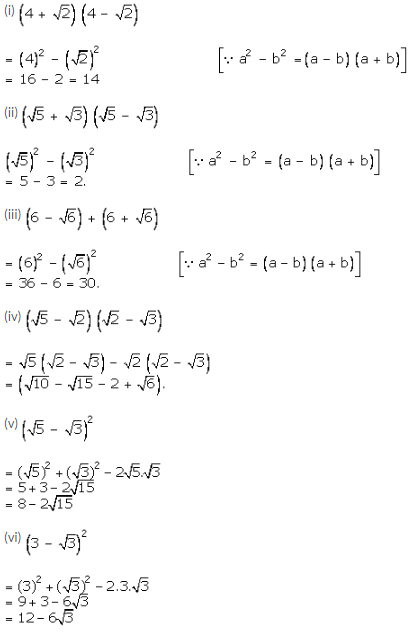 (i) (4 + √2) (4 − √2)
= (4)² − (√2)² [∵ a² − b² = (a − b) (a + b)]
= 16 − 2 = 14
(ii) (√5 + √3) (√5 − √3)
(√5)² − (√3)² [∵ a² − b² = (a − b) (a + b)]
= 5 − 3 = 2.
(iii) (6 − √6) + (6 + √6)
= (6)² − (√6)² [∵ a² − b² = (a − b) (a + b)]
= 36 − 6 = 30.
(iv) (√5 − √2) (√2 − √3)
= √5 (√2 − √3) − √2 (√2 − √3)
= (√10 − √15 − 2 + √6).
(v) (√5 − √3)²
= (√5)² + (√3)² − 2√5.√3
= 5 + 3 − 2√15
= 8 − 2√15
(vi) (3 − √3)²
= (3)² + (√3)² − 2.3.√3
= 9 + 3 − 6√3
= 12 − 6√3